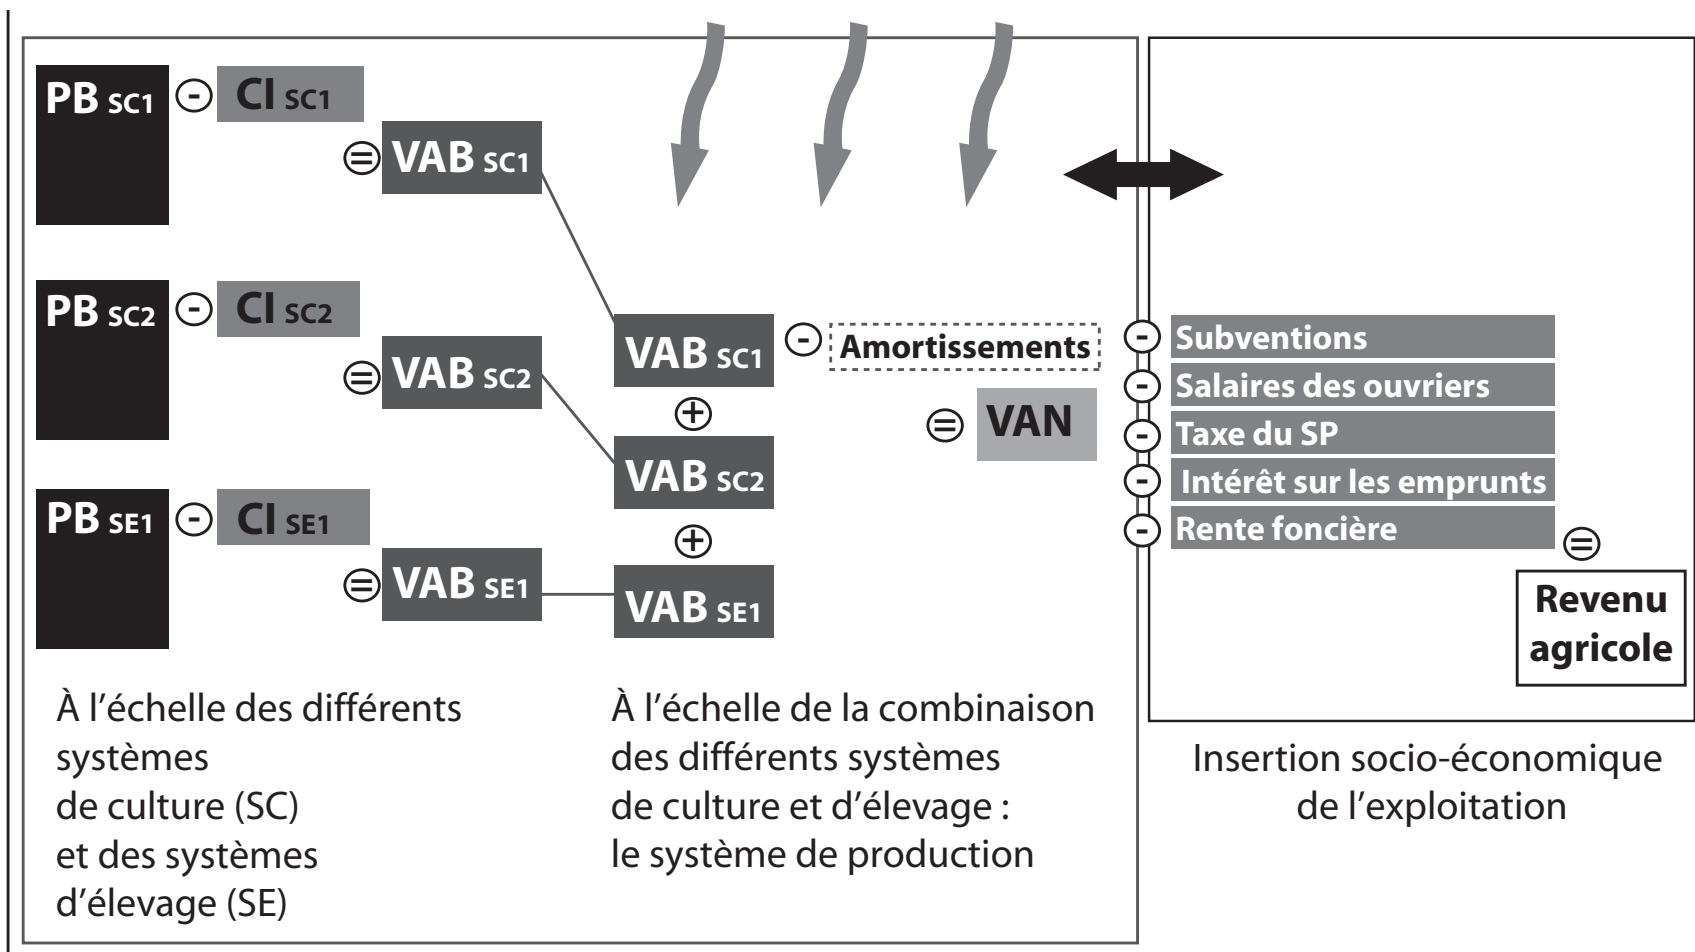 PB SC1
-
CI SC1
=
VAB SC1
PB SC2
-
CI SC2
=
VAB SC2
PB SE1
-
CI SE1
=
VAB SE1
VAB SC1
+
VAB SC2
+
VAB SE1
-
Amortissements
=
VAN
- Subventions
- Salaires des ouvriers
- Taxe du SP
- Intérêt sur les emprunts
- Rente foncière
=
Revenu
agricole
À l'échelle des différents
systèmes
de culture (SC)
et des systèmes
d'élevage (SE)
À l'échelle de la combinaison
des différents systèmes
de culture et d'élevage :
le système de production
Insertion socio-économique
de l'exploitation